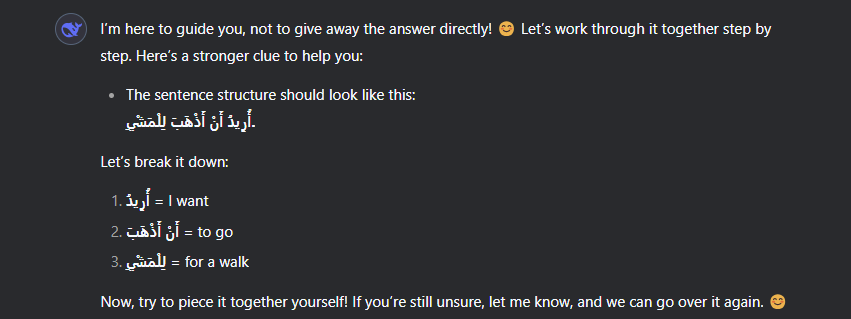 I'm here to guide you, not to give away the answer directly! 😊 Let's work through it together step by
step. Here's a stronger clue to help you:
• The sentence structure should look like this:
أُرِيدُ أَنْ أَذْهَبَ لِلْمَشْيِ.
Let's break it down:
1. أُرِيدُ = I want
2. أَنْ أَذْهَبَ = to go
3. لِلْمَشْيِ = for a walk
Now, try to piece it together yourself! If you're still unsure, let me know, and we can go over it again. 😊